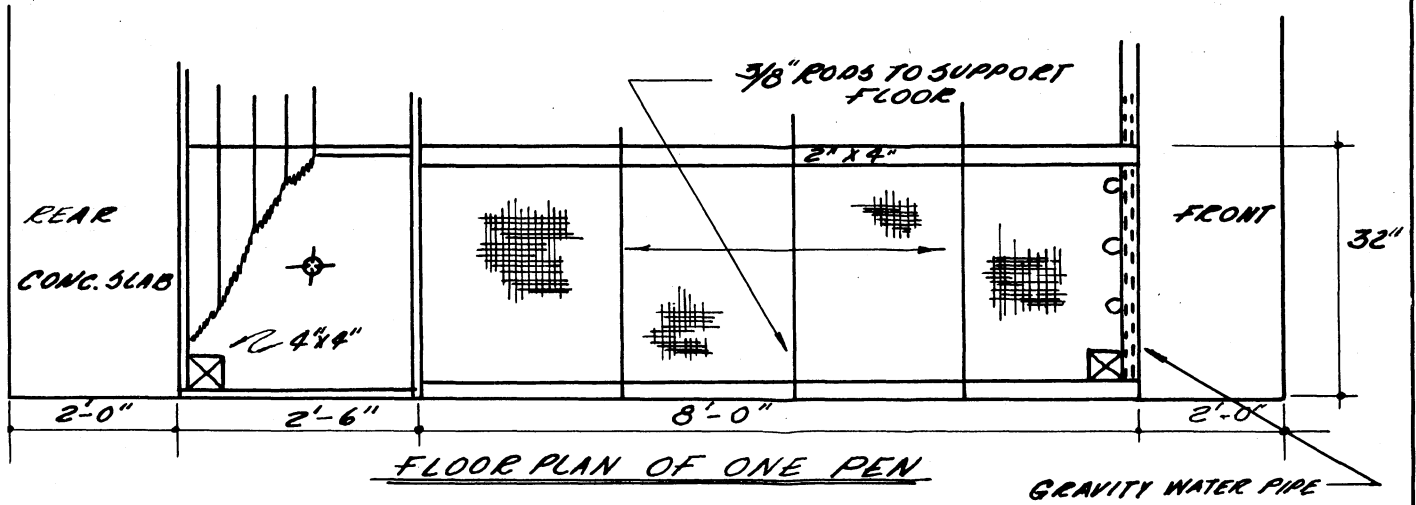 3/8" RODS TO SUPPORT
FLOOR
2" X 4"
REAR
FRONT
32"
CONC. SLAB
4"X4"
2'-0"
2'-6"
8'-0"
2'-0"
FLOOR PLAN OF ONE PEN
GRAVITY WATER PIPE